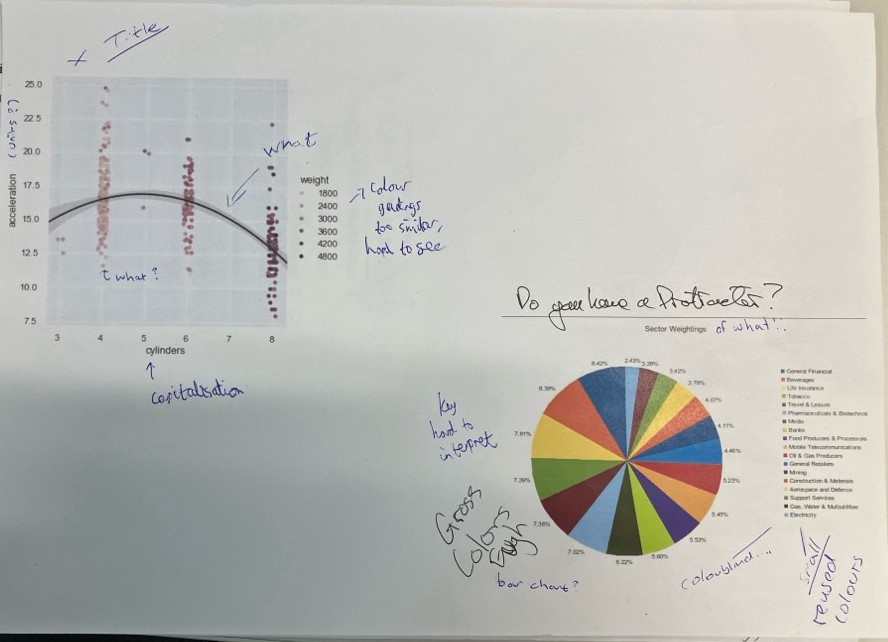 x Title
25.0
22.5
20.0
17.5
15.0
12.5
10.0
7.5
acceleration (units?)
3 4 5 6 7 8
cylinders
↑
Capitalisation
what
↑ what?
weight
1800
2400
3000
3600
4200
4800
→ Colour
too similar,
hard to see
Do you have a Protractor?
Sector Weightings of what!?
2.43%
3.42%
3.79%
4.07%
4.17%
4.46%
5.23%
5.45%
5.53%
5.80%
6.22%
7.02%
7.36%
7.39%
7.81%
8.39%
8.42%
General Financial
Beverages
Life Insurance
Tobacco
Travel & Leisure
Pharmaceuticals & Biotechnology
Media
Banks
Food Producers & Processors
Mobile Telecommunications
Oil & Gas Producers
General Retailers
Mining
Construction & Materials
Aerospace and Defence
Support Services
Gas, Water & Multiutilities
Electricity
Key
hard to
interpret
Gross
Colors
bar chart?
Colourblind....
small
reused
colours